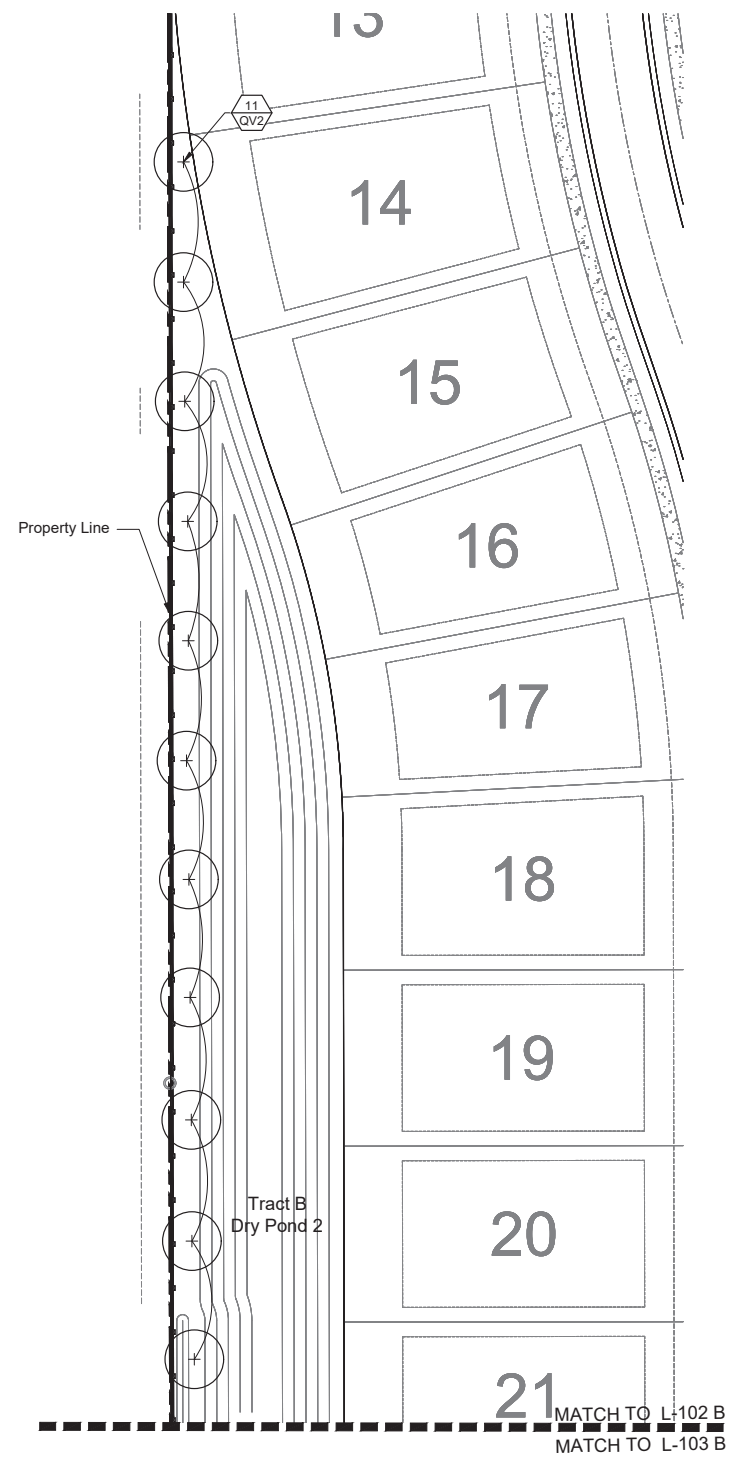 13
11
QV2
14
15
Property Line
16
17
18
19
Tract B
Dry Pond 2
20
21
MATCH TO L-102 B
MATCH TO L-103 B